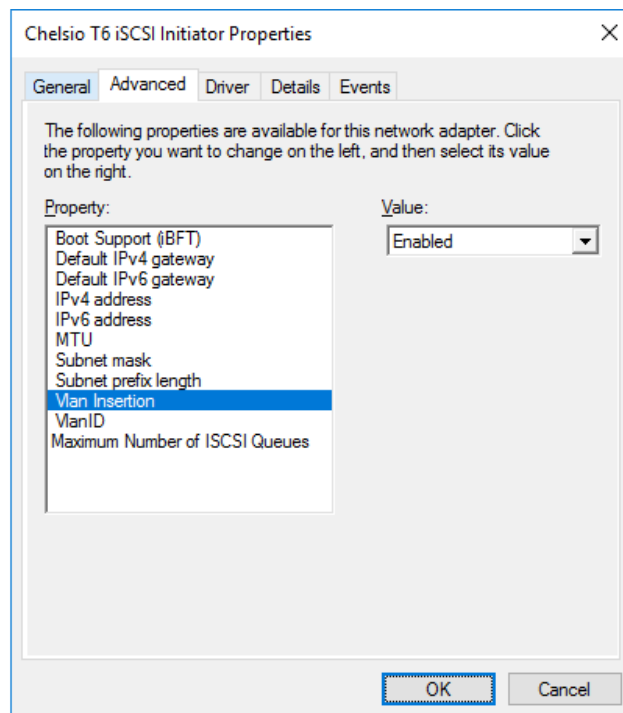 Chelsio T6 iSCSI Initiator Properties
General Advanced Driver Details Events
The following properties are available for this network adapter. Click
the property you want to change on the left, and then select its value
on the right.
Property: Value:
Boot Support (iBFT) Enabled
Default IPv4 gateway
Default IPv6 gateway
IPv4 address
IPv6 address
MTU
Subnet mask
Subnet prefix length
Vlan Insertion
VlanID
Maximum Number of ISCSI Queues
OK Cancel